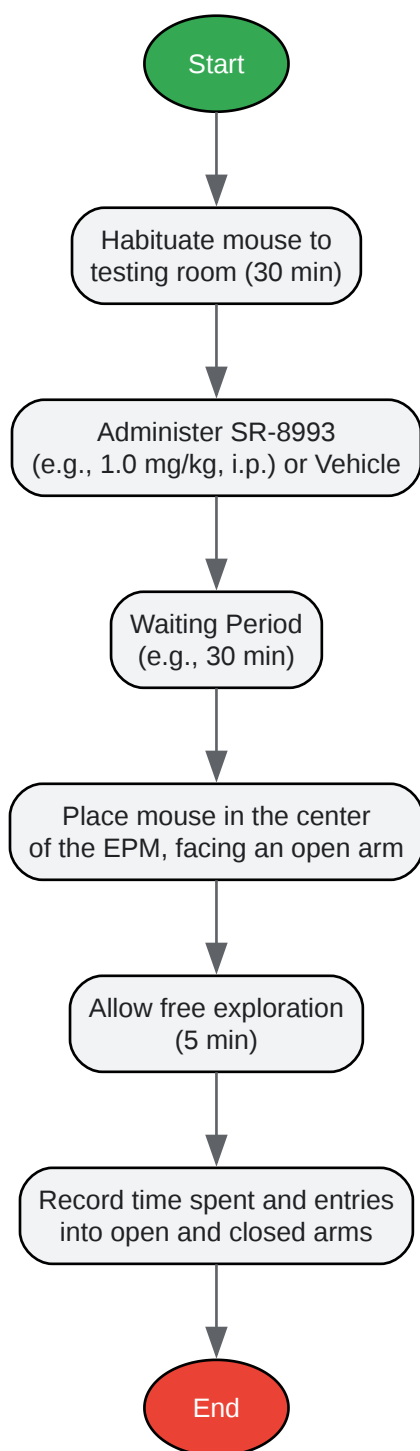 Start
Habituate mouse to
testing room (30 min)
Administer SR-8993
(e.g., 1.0 mg/kg, i.p.) or Vehicle
Waiting Period
(e.g., 30 min)
Place mouse in the center
of the EPM, facing an open arm
Allow free exploration
(5 min)
Record time spent and entries
into open and closed arms
End